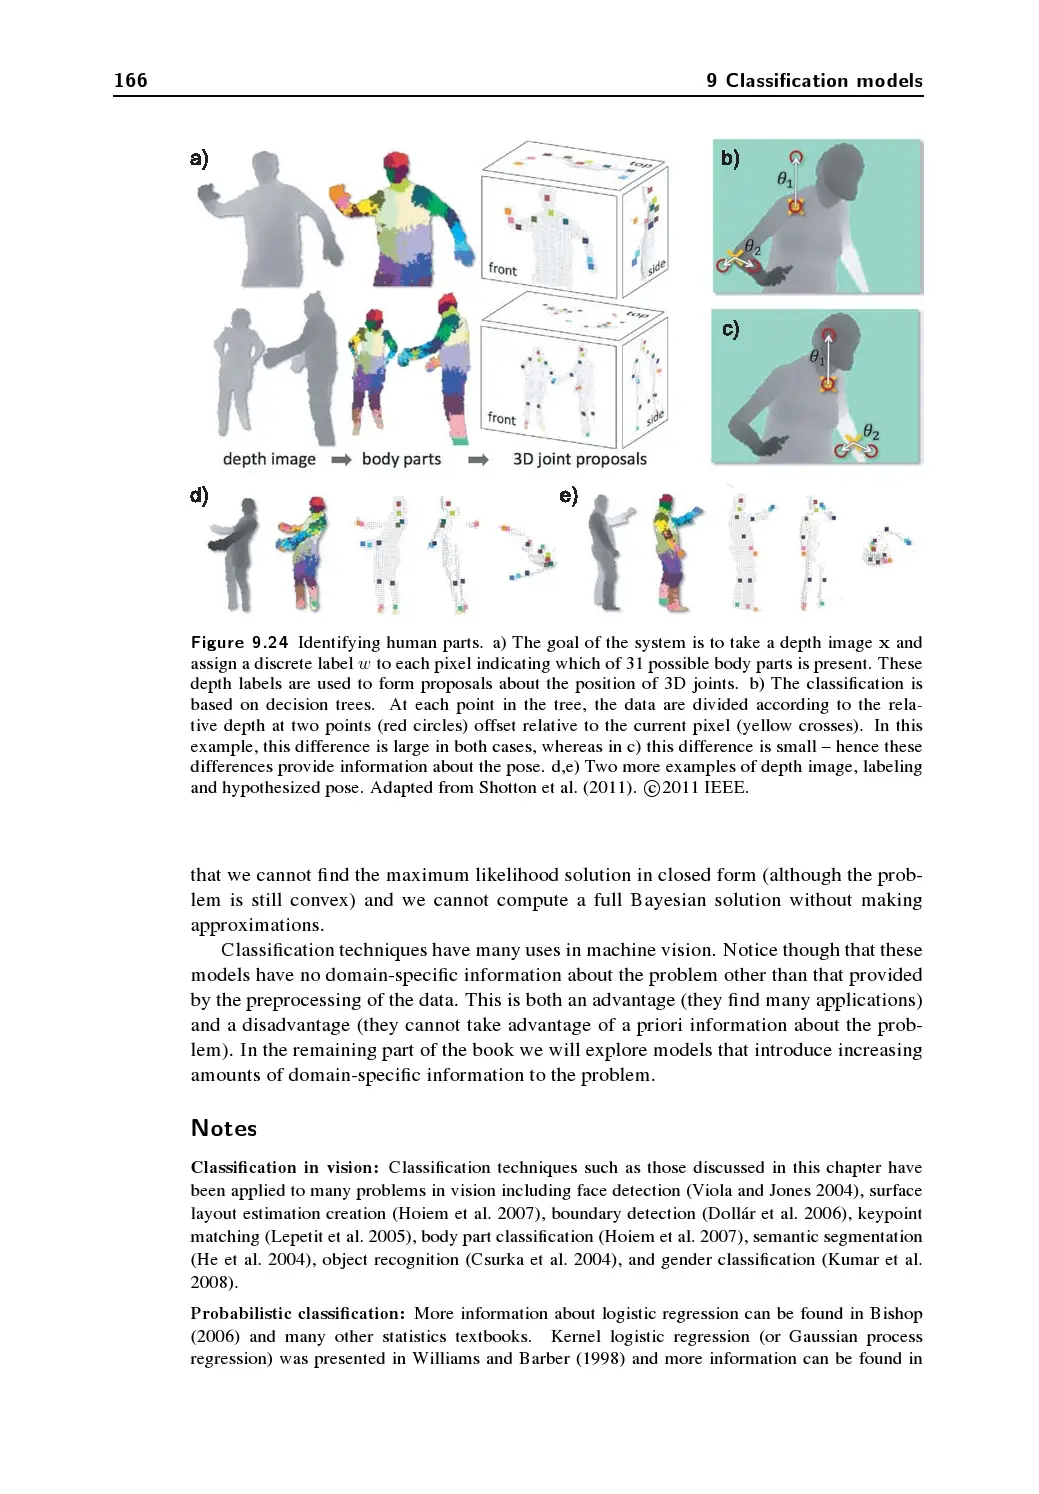 166
9 Classification models
a)
top
front
side
b)
θ1
θ2
top
front
side
c)
θ1
θ2
depth image
body parts
3D joint proposals
d)
e)
Figure 9.24 Identifying human parts. a) The goal of the system is to take a depth image x and
assign a discrete label w to each pixel indicating which of 31 possible body parts is present. These
depth labels are used to form proposals about the position of 3D joints. b) The classification is
based on decision trees. At each point in the tree, the data are divided according to the rela-
tive depth at two points (red circles) offset relative to the current pixel (yellow crosses). In this
example, this difference is large in both cases, whereas in c) this difference is small – hence these
differences provide information about the pose. d,e) Two more examples of depth image, labeling
and hypothesized pose. Adapted from Shotton et al. (2011). ©2011 IEEE.
that we cannot find the maximum likelihood solution in closed form (although the prob-
lem is still convex) and we cannot compute a full Bayesian solution without making
approximations.
Classification techniques have many uses in machine vision. Notice though that these
models have no domain-specific information about the problem other than that provided
by the preprocessing of the data. This is both an advantage (they find many applications)
and a disadvantage (they cannot take advantage of a priori information about the prob-
lem). In the remaining part of the book we will explore models that introduce increasing
amounts of domain-specific information to the problem.
Notes
Classification in vision: Classification techniques such as those discussed in this chapter have
been applied to many problems in vision including face detection (Viola and Jones 2004), surface
layout estimation creation (Hoiem et al. 2007), boundary detection (Dollár et al. 2006), keypoint
matching (Lepetit et al. 2005), body part classification (Hoiem et al. 2007), semantic segmentation
(He et al. 2004), object recognition (Csurka et al. 2004), and gender classification (Kumar et al.
2008).
Probabilistic classification: More information about logistic regression can be found in Bishop
(2006) and many other statistics textbooks. Kernel logistic regression (or Gaussian process
regression) was presented in Williams and Barber (1998) and more information can be found in